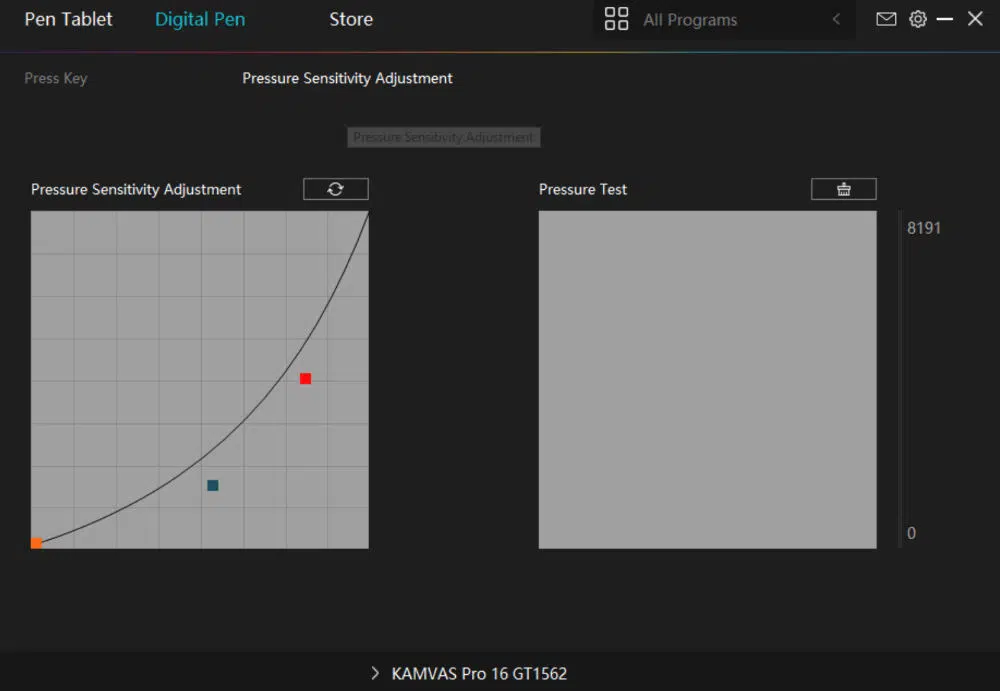 Pen Tablet
Digital Pen
Store
All Programs
Press Key
Pressure Sensitivity Adjustment
Pressure Sensitivity Adjustment
Pressure Sensitivity Adjustment
Pressure Test
8191
0
KAMVAS Pro 16 GT1562